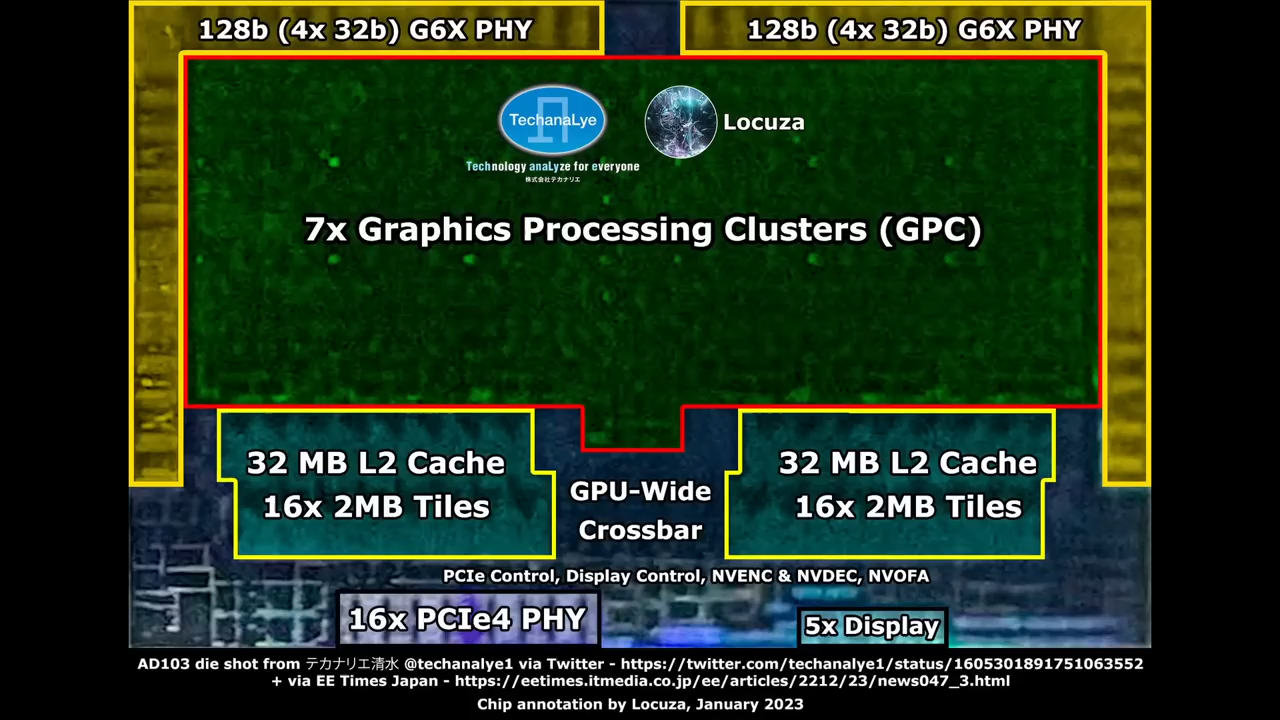 128b (4x 32b) G6X PHY
128b (4x 32b) G6X PHY
TechanaLye
Technology anaLyze for everyone
株式会社テカナリエ
Locuza
7x Graphics Processing Clusters (GPC)
32 MB L2 Cache
16x 2MB Tiles
GPU-Wide
Crossbar
32 MB L2 Cache
16x 2MB Tiles
PCIe Control, Display Control, NVENC & NVDEC, NVOFA
16x PCIe4 PHY
5x Display
AD103 die shot from テカナリエ清水 @techanalye1 via Twitter - https://twitter.com/techanalye1/status/1605301891751063552
+ via EE Times Japan - https://eetimes.itmedia.co.jp/ee/articles/2212/23/news047_3.html
Chip annotation by Locuza, January 2023